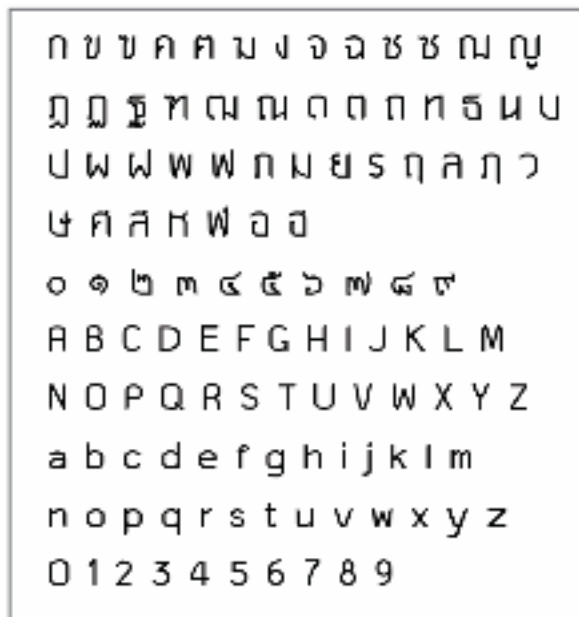 ก ข ฃ ค ฅ ฆ ง จ ฉ ช ซ ฌ ญ
ฎ ฏ ฐ ฑ ฒ ณ ด ต ถ ท ธ น บ
ป ผ ฝ พ ฟ ภ ม ย ร ฤ ล ฦ ว
ษ ศ ส ห ฬ อ ฮ
๐ ๑ ๒ ๓ ๔ ๕ ๖ ๗ ๘ ๙
A B C D E F G H I J K L M
N O P Q R S T U V W X Y Z
a b c d e f g h i j k l m
n o p q r s t u v w x y z
0 1 2 3 4 5 6 7 8 9